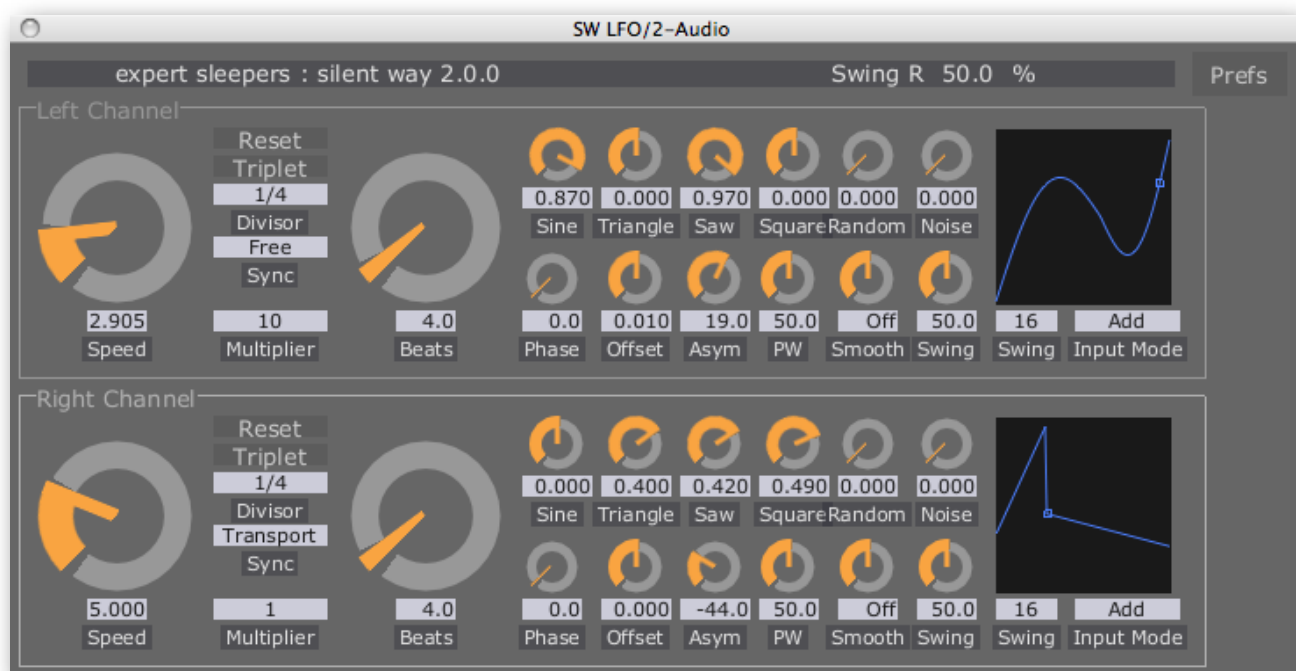 SW LFO/2-Audio
expert sleepers : silent way 2.0.0 Swing R 50.0 % Prefs
Left Channel
Reset
Triplet
1/4
Divisor
Free
Sync
0.870 0.000 0.970 0.000 0.000 0.000
Sine Triangle Saw Square Random Noise
2.905 10 4.0 0.0 0.010 19.0 50.0 Off 50.0 16 Add
Speed Multiplier Beats Phase Offset Asym PW Smooth Swing Swing Input Mode
Right Channel
Reset
Triplet
1/4
Divisor
Transport
Sync
0.000 0.400 0.420 0.490 0.000 0.000
Sine Triangle Saw Square Random Noise
5.000 1 4.0 0.0 0.000 -44.0 50.0 Off 50.0 16 Add
Speed Multiplier Beats Phase Offset Asym PW Smooth Swing Swing Input Mode